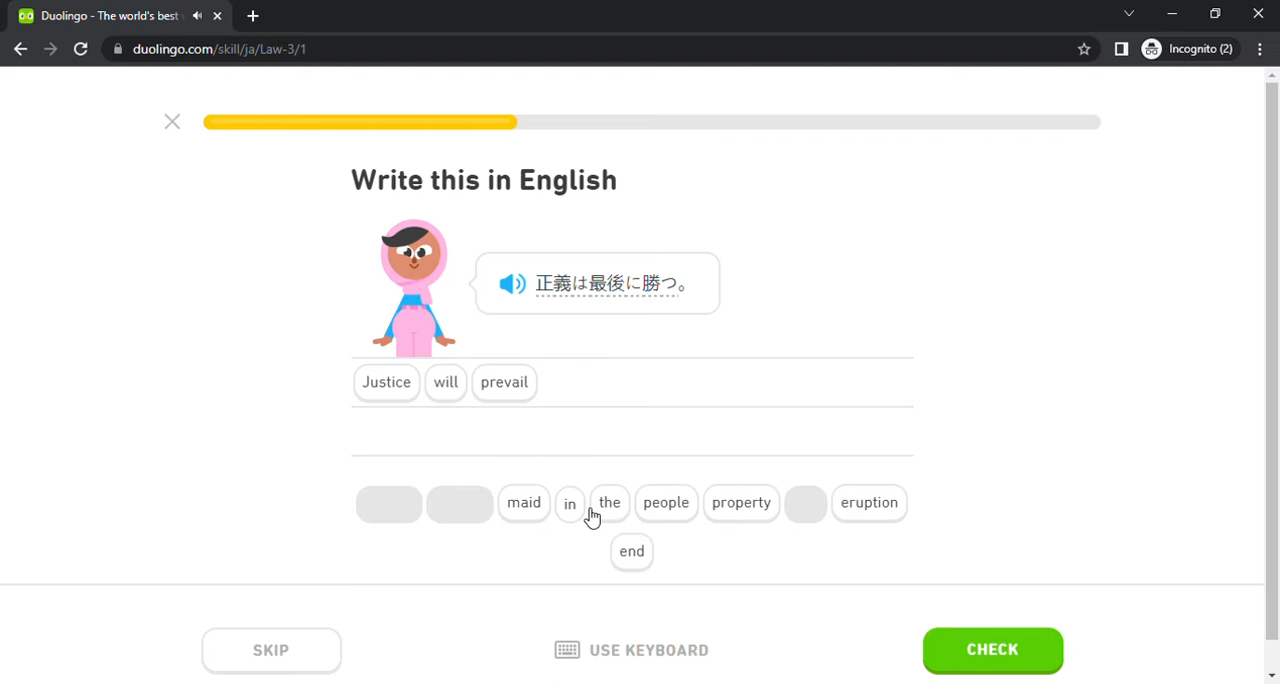 Duolingo - The world's best
duolingo.com/skill/ja/Law-3/1
Incognito (2)
Write this in English
正義は最後に勝つ。
Justice will prevail
maid in the people property eruption
end
SKIP
USE KEYBOARD
CHECK